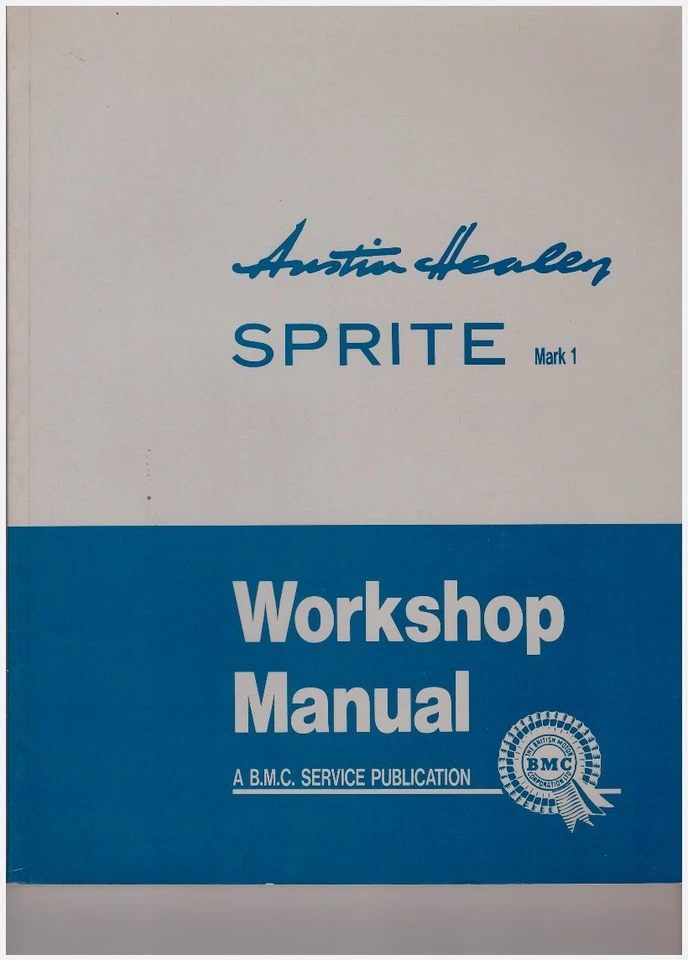 Austin Healey
SPRITE Mark 1
Workshop
Manual
A B.M.C. SERVICE PUBLICATION
THE BRITISH MOTOR
BMC
CORPORATION LTD